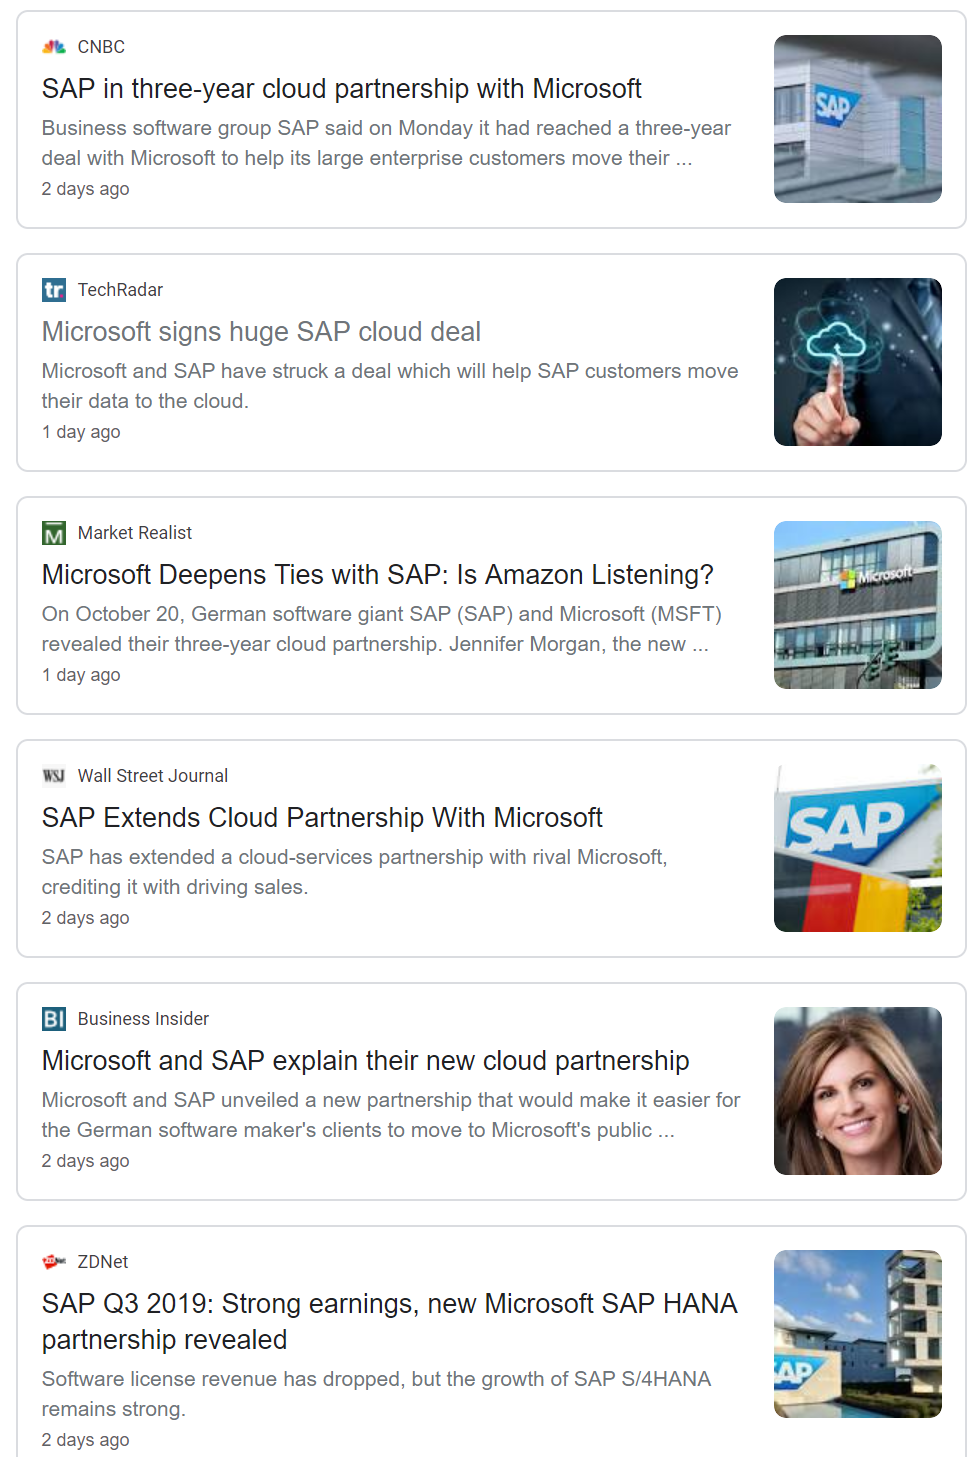 CNBC
SAP in three-year cloud partnership with Microsoft
Business software group SAP said on Monday it had reached a three-year
deal with Microsoft to help its large enterprise customers move their ...
2 days ago
SAP
tr
TechRadar
Microsoft signs huge SAP cloud deal
Microsoft and SAP have struck a deal which will help SAP customers move
their data to the cloud.
1 day ago
M
Market Realist
Microsoft Deepens Ties with SAP: Is Amazon Listening?
On October 20, German software giant SAP (SAP) and Microsoft (MSFT)
revealed their three-year cloud partnership. Jennifer Morgan, the new ...
1 day ago
Microsoft
WSJ
Wall Street Journal
SAP Extends Cloud Partnership With Microsoft
SAP has extended a cloud-services partnership with rival Microsoft,
crediting it with driving sales.
2 days ago
SAP
BI
Business Insider
Microsoft and SAP explain their new cloud partnership
Microsoft and SAP unveiled a new partnership that would make it easier for
the German software maker's clients to move to Microsoft's public ...
2 days ago
ZDNet
ZDNet
SAP Q3 2019: Strong earnings, new Microsoft SAP HANA
partnership revealed
Software license revenue has dropped, but the growth of SAP S/4HANA
remains strong.
2 days ago
SAP